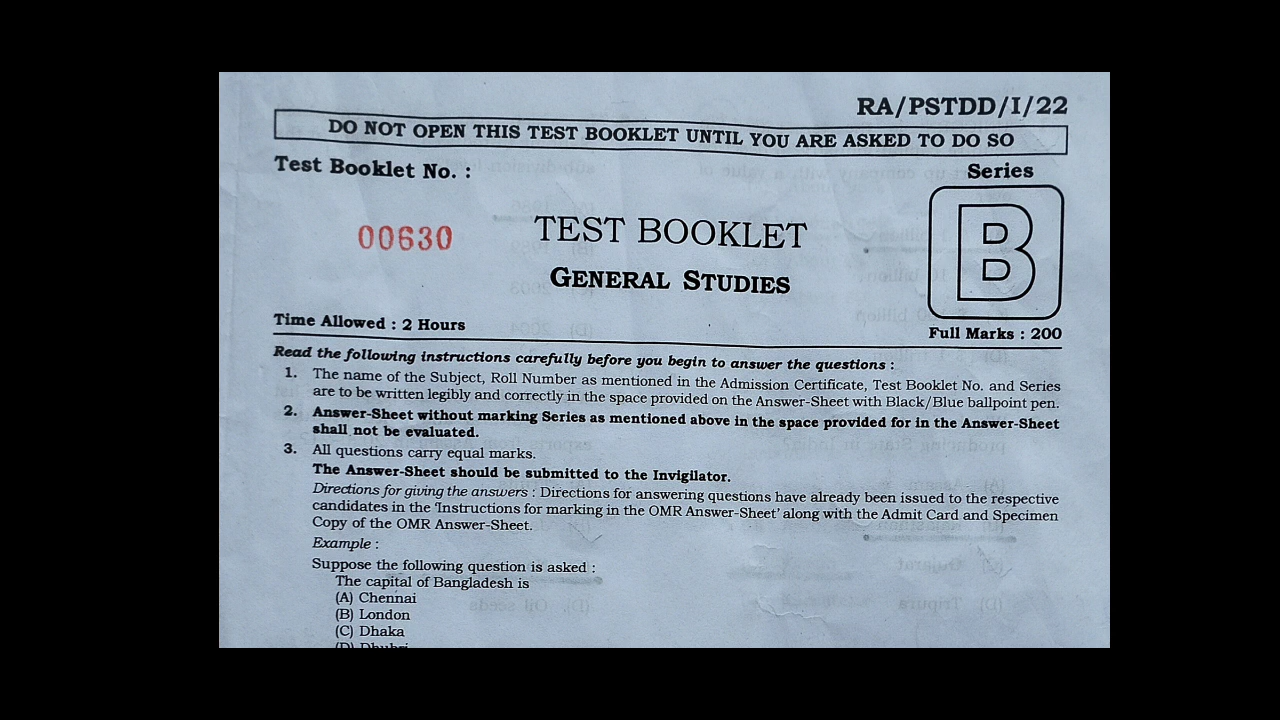 RA/PSTDD/I/22
DO NOT OPEN THIS TEST BOOKLET UNTIL YOU ARE ASKED TO DO SO
Test Booklet No. :
Series
00630
TEST BOOKLET
B
GENERAL STUDIES
Time Allowed : 2 Hours
Full Marks : 200
Read the following instructions carefully before you begin to answer the questions :
1. The name of the Subject, Roll Number as mentioned in the Admission Certificate, Test Booklet No. and Series
are to be written legibly and correctly in the space provided on the Answer-Sheet with Black/Blue ballpoint pen.
2. Answer-Sheet without marking Series as mentioned above in the space provided for in the Answer-Sheet
shall not be evaluated.
3. All questions carry equal marks.
The Answer-Sheet should be submitted to the Invigilator.
Directions for giving the answers : Directions for answering questions have already been issued to the respective
candidates in the 'Instructions for marking in the OMR Answer-Sheet' along with the Admit Card and Specimen
Copy of the OMR Answer-Sheet.
Example :
Suppose the following question is asked :
The capital of Bangladesh is
(A) Chennai
(B) London
(C) Dhaka
(D) Dhubri